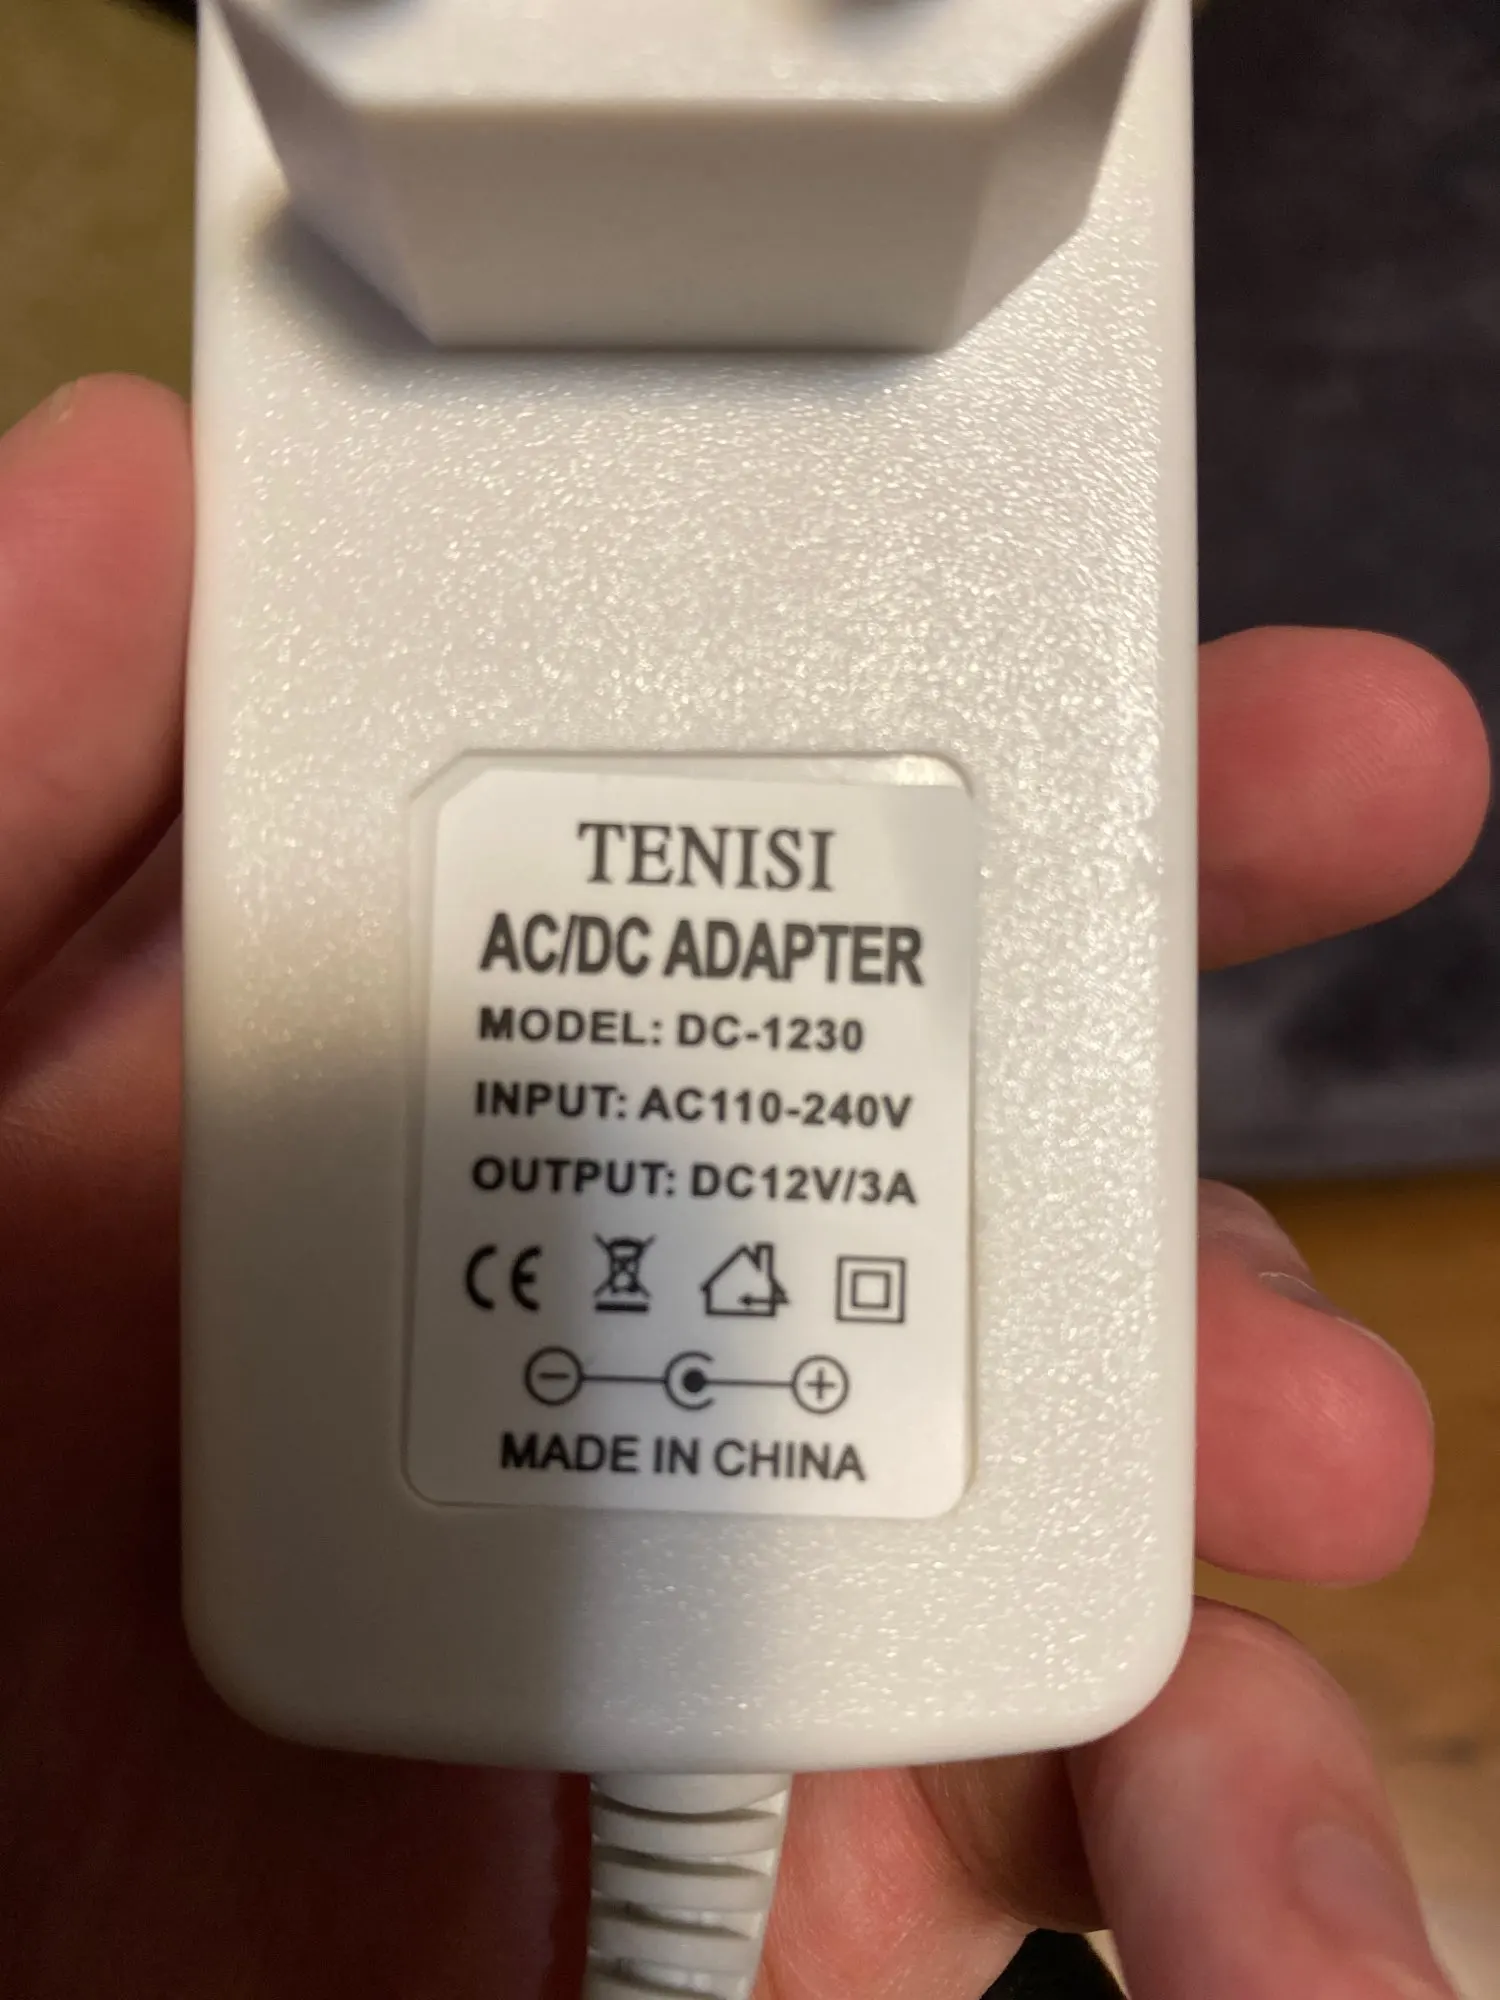 TENISI
AC/DC ADAPTER
MODEL: DC-1230
INPUT: AC110-240V
OUTPUT: DC12V/3A
CE
MADE IN CHINA